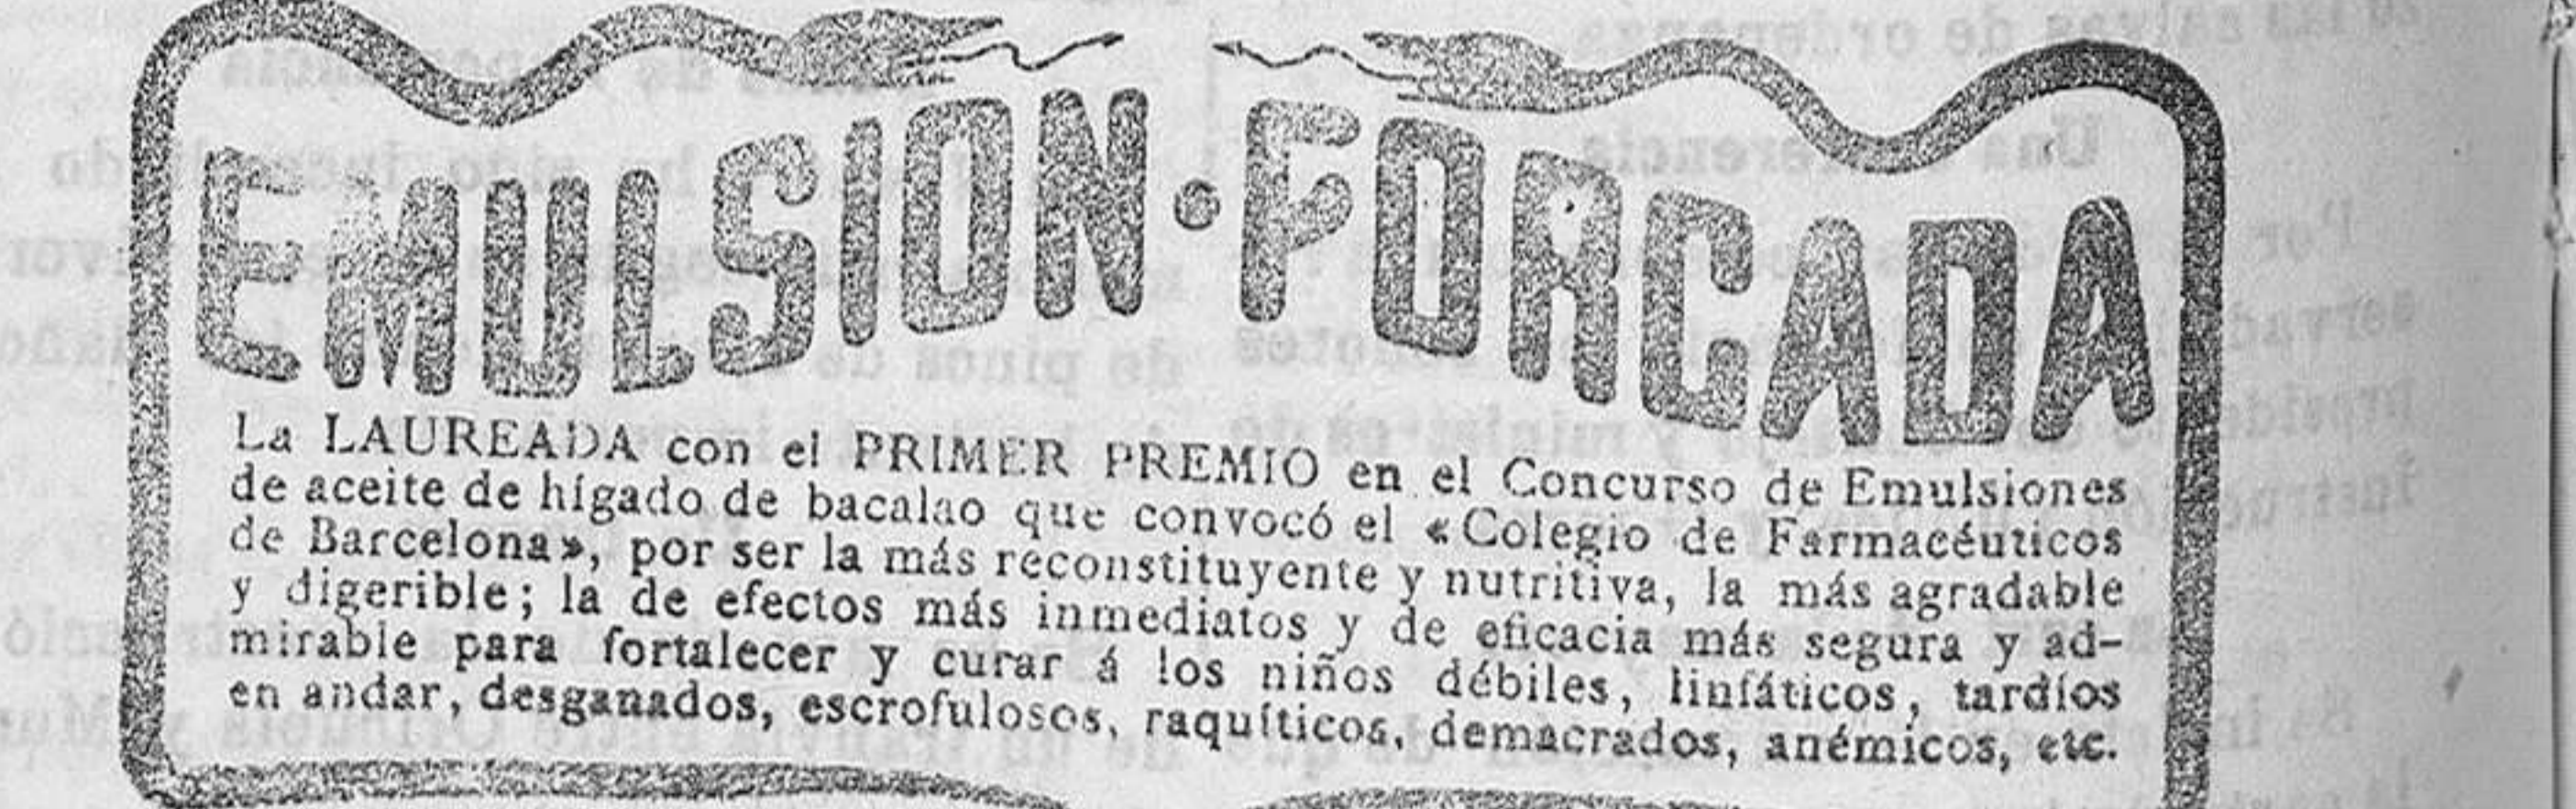 EMULSION·FORCADA
La LAUREADA con el PRIMER PREMIO en el Concurso de Emulsiones
de aceite de hígado de bacalao que convocó el «Colegio de Farmacéuticos
de Barcelona», por ser la más reconstituyente y nutritiva, la más agradable
y digerible; la de efectos más inmediatos y de eficacia más segura y ad-
mirable para fortalecer y curar á los niños débiles, linfáticos, tardíos
en andar, desganados, escrofulosos, raquíticos, demacrados, anémicos, etc.